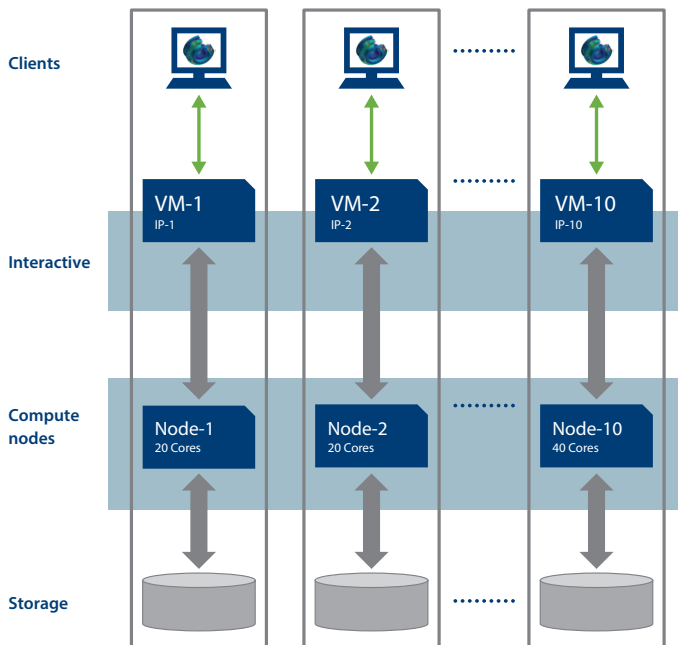 Clients
VM-1
IP-1
VM-2
IP-2
VM-10
IP-10
Interactive
Compute
nodes
Node-1
20 Cores
Node-2
20 Cores
Node-10
40 Cores
Storage